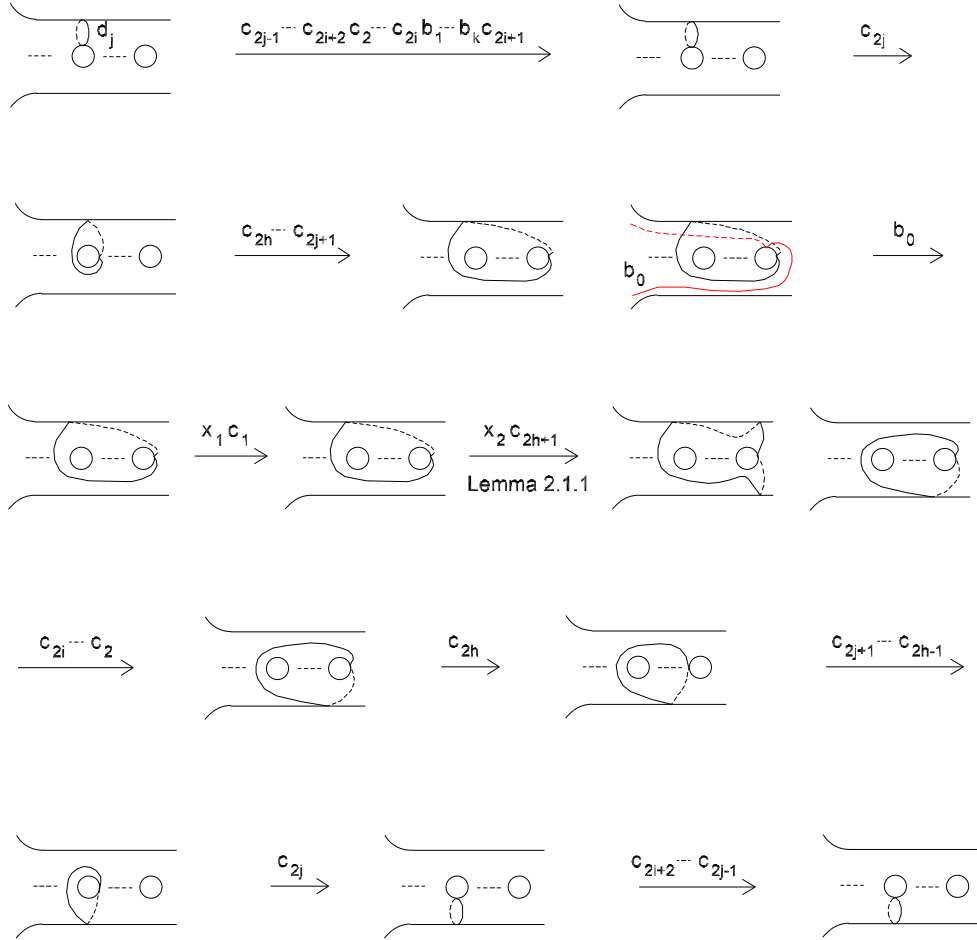 d_j
c_{2j-1} --- c_{2i+2} c_2 --- c_{2i} b_1 --- b_k c_{2i+1}
c_{2j}
c_{2h} --- c_{2j+1}
b_0
b_0
x_1 c_1
x_2 c_{2h+1}
Lemma 2.1.1
c_{2i} --- c_2
c_{2h}
c_{2j+1} --- c_{2h-1}
c_{2j}
c_{2i+2} --- c_{2j-1}